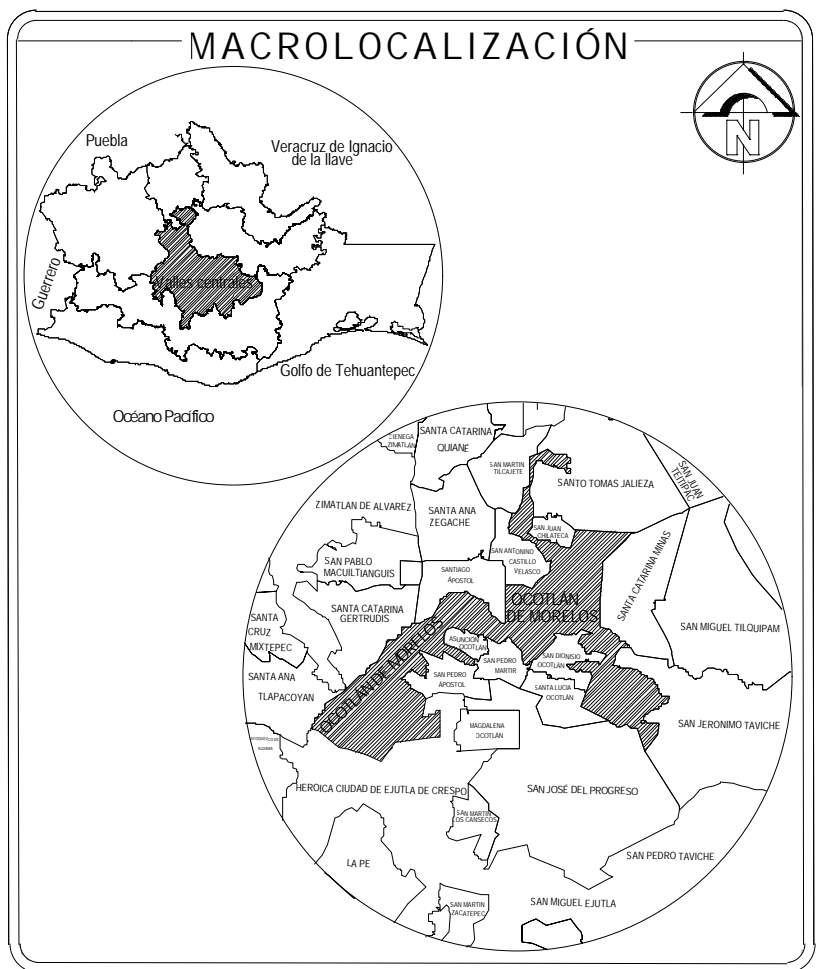 MACROLOCALIZACIÓN
N
Puebla
Veracruz de Ignacio
de la llave
Guerrero
Valles centrales
Golfo de Tehuantepec
Océano Pacífico
CIENEGA
ZIMATLÁN
SANTA CATARINA
QUIANÉ
SAN MARTIN
TILCAJETE
SANTO TOMAS JALIEZA
SAN JUAN
TEITIPAC
ZIMATLAN DE ALVAREZ
SANTA ANA
ZEGACHE
SAN JUAN
CHILATECA
SAN ANTONINO
CASTILLO
VELASCO
SAN PABLO
MACUILTIANGUIS
SANTIAGO
ÁPOSTOL
SANTA CATARINA MINAS
OCOTLÁN
DE MORELOS
SANTA CATARINA
GERTRUDIS
SANTA
CRUZ
MIXTEPEC
SAN MIGUEL TILQUIPAM
ASUNCION
OCOTLÁN
OCOTLÁN DE MORELOS
SAN PEDRO
MARTIR
SAN DIONISIO
OCOTLÁN
SANTA ANA
TLAPACOYAN
SAN PEDRO
ÁPOSTOL
SANTA LUCIA
OCOTLÁN
MAGDALENA
OCOTLÁN
SAN JERONIMO TAVICHE
HEROICA CIUDAD DE EJUTLA DE CRESPO
SAN JOSÉ DEL PROGRESO
SAN MARTIN
LOS CANSECOS
LA PE
SAN PEDRO TAVICHE
SAN MARTIN
ZACATEPEC
SAN MIGUEL EJUTLA